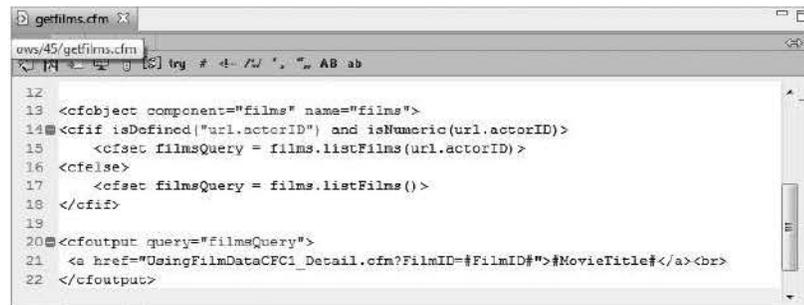 getfilms.cfm
ows/45/getfilms.cfm
try # AB ab
12
13 <cfobject component="films" name="films">
14 <cfif isDefined("url.actorID") and isNumeric(url.actorID)>
15 <cfset filmsQuery = films.listFilms(url.actorID)>
16 <cfelse>
17 <cfset filmsQuery = films.listFilms()>
18 </cfif>
19
20 <cfoutput query="filmsQuery">
21 <a href="UsingFilmDataCFC1_Detail.cfm?FilmID=#FilmID#">#MovieTitle#</a><br>
22 </cfoutput>